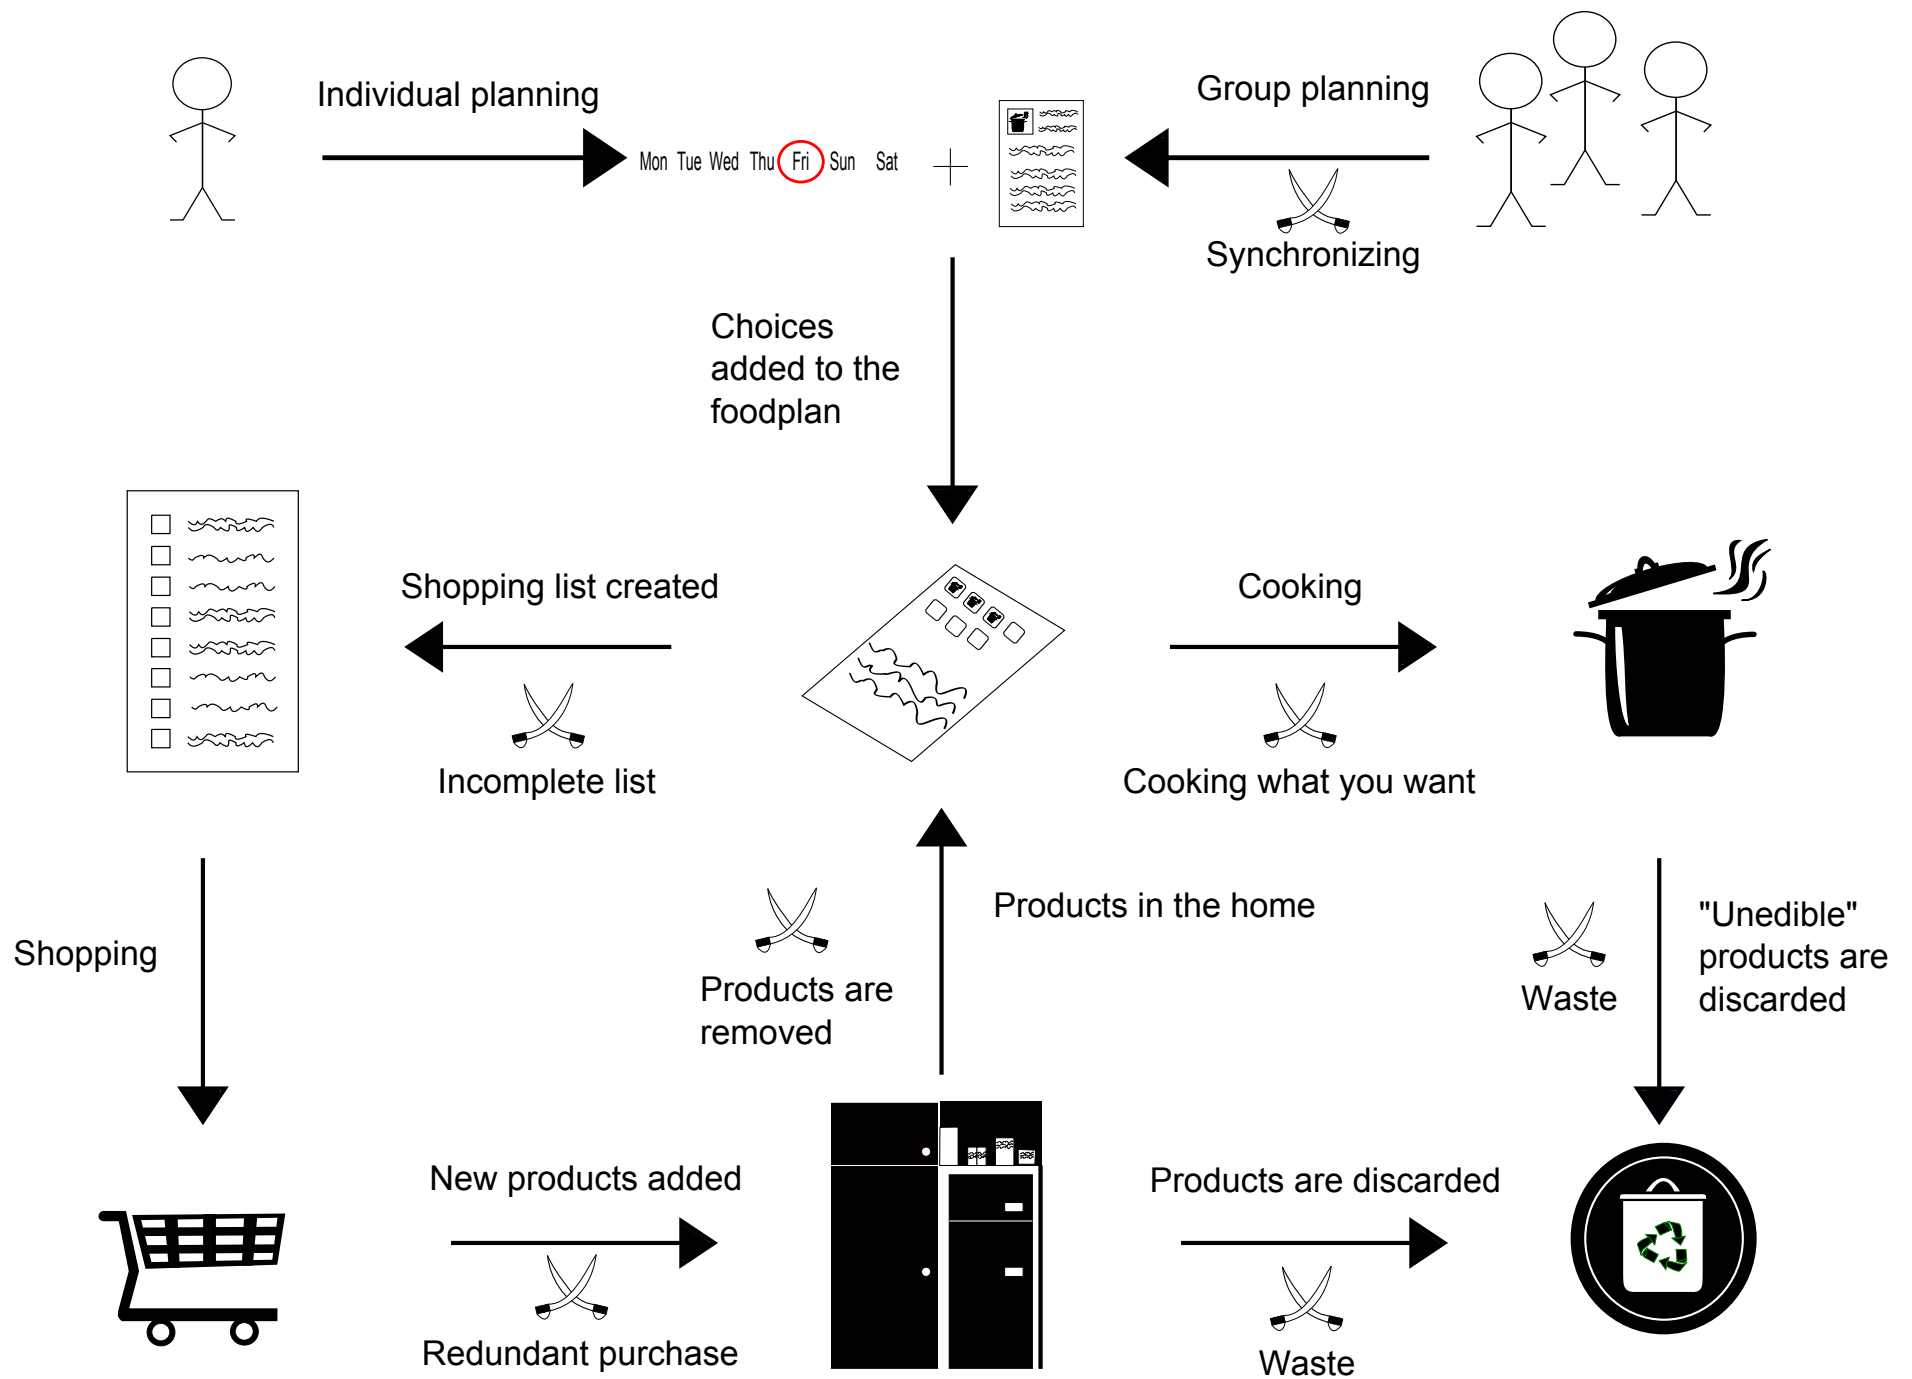 Individual planning
Group planning
Mon Tue Wed Thu Fri Sun Sat
Synchronizing
Choices
added to the
foodplan
Shopping list created
Cooking
Incomplete list
Cooking what you want
Shopping
Products are
removed
Products in the home
Waste
"Unedible"
products are
discarded
New products added
Products are discarded
Redundant purchase
Waste